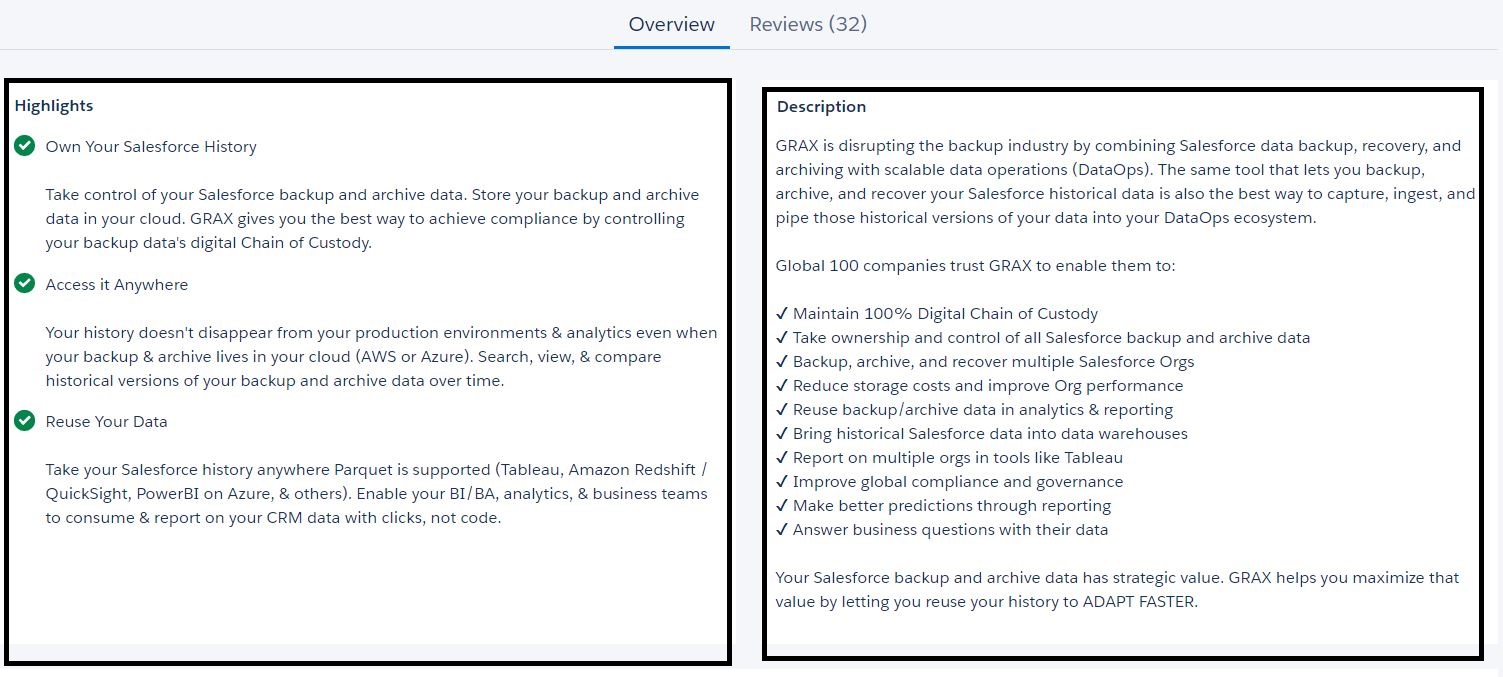 Overview
Reviews (32)
Highlights
Own Your Salesforce History
Take control of your Salesforce backup and archive data. Store your backup and archive
data in your cloud. GRAX gives you the best way to achieve compliance by controlling
your backup data's digital Chain of Custody.
Access it Anywhere
Your history doesn't disappear from your production environments & analytics even when
your backup & archive lives in your cloud (AWS or Azure). Search, view, & compare
historical versions of your backup and archive data over time.
Reuse Your Data
Take your Salesforce history anywhere Parquet is supported (Tableau, Amazon Redshift /
QuickSight, PowerBI on Azure, & others). Enable your BI/BA, analytics, & business teams
to consume & report on your CRM data with clicks, not code.
Description
GRAX is disrupting the backup industry by combining Salesforce data backup, recovery, and
archiving with scalable data operations (DataOps). The same tool that lets you backup,
archive, and recover your Salesforce historical data is also the best way to capture, ingest, and
pipe those historical versions of your data into your DataOps ecosystem.
Global 100 companies trust GRAX to enable them to:
✓ Maintain 100% Digital Chain of Custody
✓ Take ownership and control of all Salesforce backup and archive data
✓ Backup, archive, and recover multiple Salesforce Orgs
✓ Reduce storage costs and improve Org performance
✓ Reuse backup/archive data in analytics & reporting
✓ Bring historical Salesforce data into data warehouses
✓ Report on multiple orgs in tools like Tableau
✓ Improve global compliance and governance
✓ Make better predictions through reporting
✓ Answer business questions with their data
Your Salesforce backup and archive data has strategic value. GRAX helps you maximize that
value by letting you reuse your history to ADAPT FASTER.